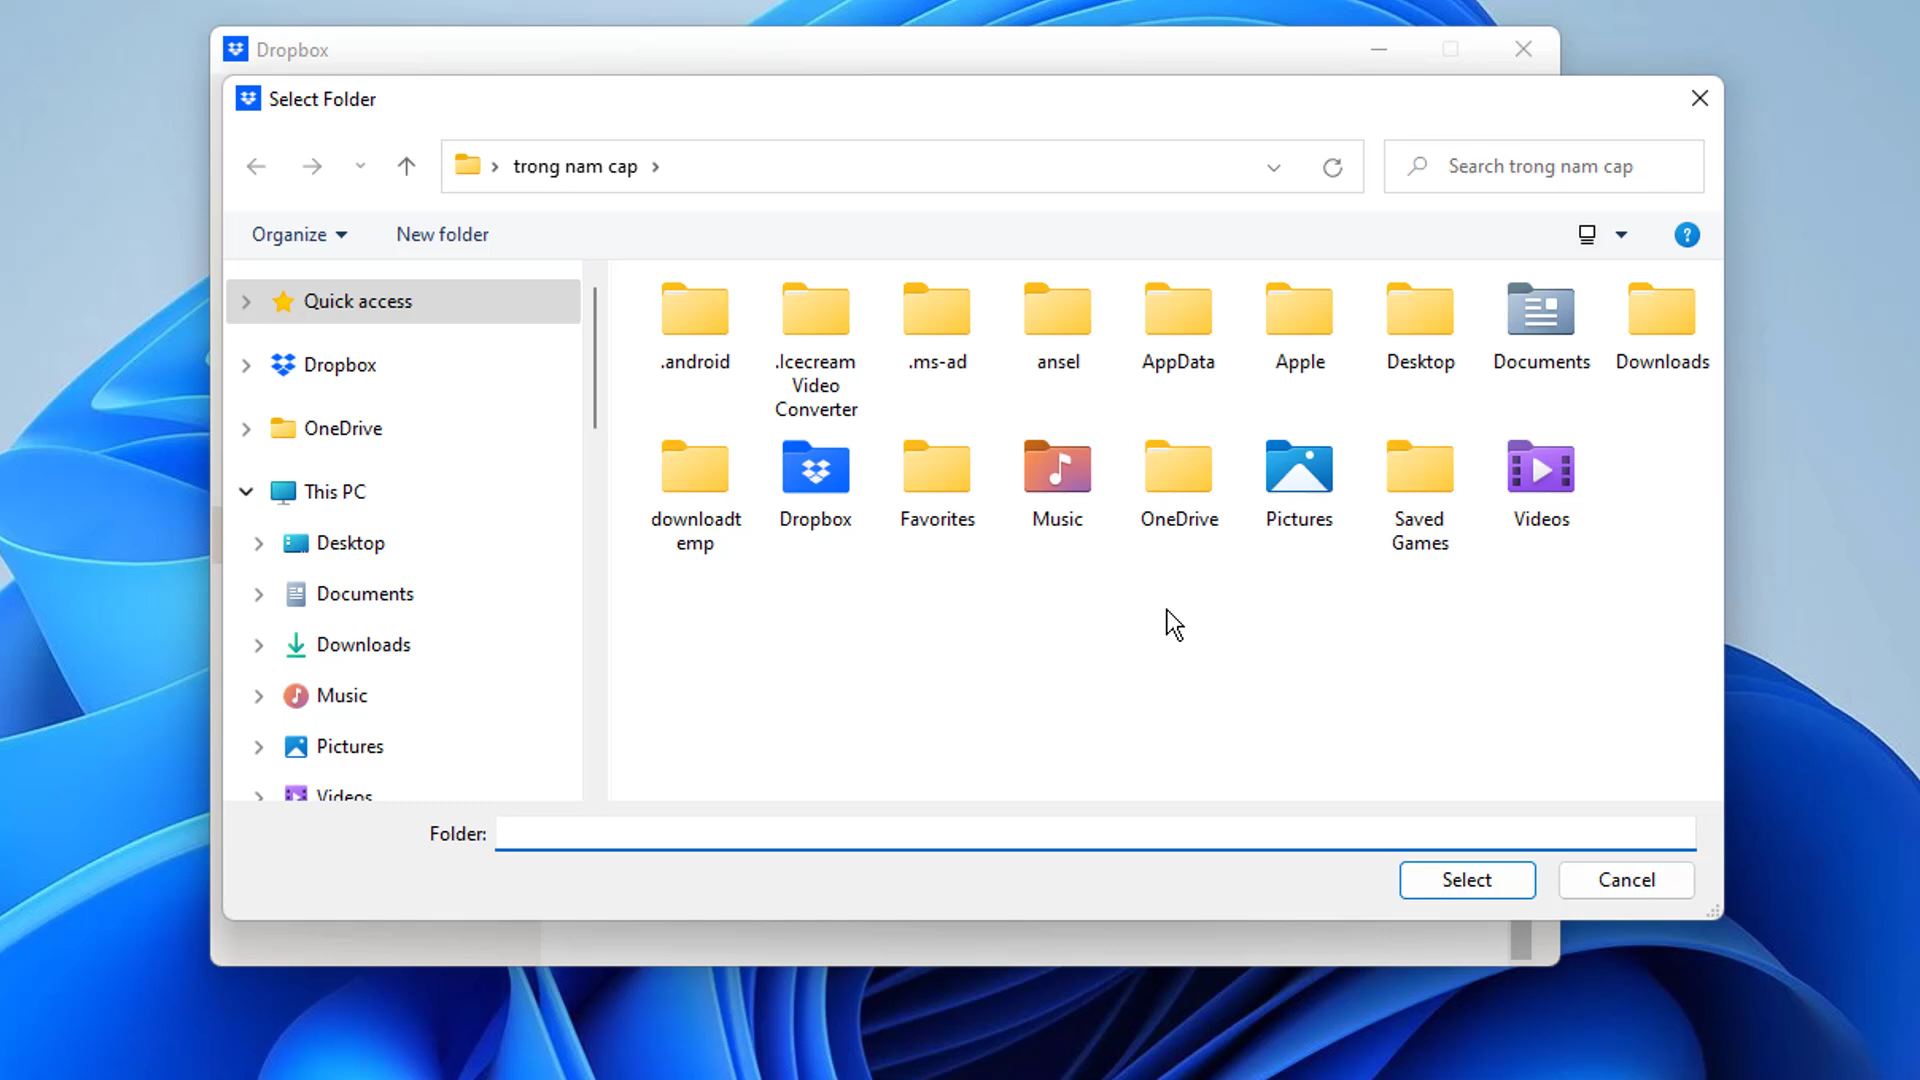 Dropbox
Select Folder
trong nam cap
Search trong nam cap
Organize
New folder
Quick access
Dropbox
OneDrive
This PC
Desktop
Documents
Downloads
Music
Pictures
Videos
.android
.Icecream
Video
Converter
.ms-ad
ansel
AppData
Apple
Desktop
Documents
Downloads
downloadt
emp
Dropbox
Favorites
Music
OneDrive
Pictures
Saved
Games
Videos
Folder:
Select
Cancel